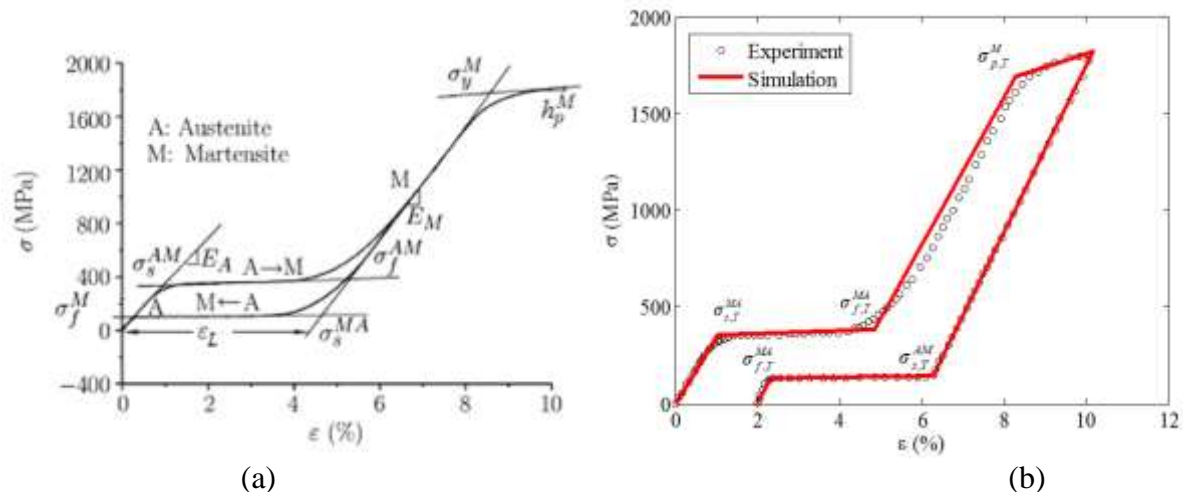 σ (MPa)
2000
1600
1200
800
400
0
−400
A: Austenite
M: Martensite
σ_y^M
h_p^M
M
E_M
σ_s^{AM}
E_A
A→M
σ_f^{AM}
σ_f^M
A
M←A
ε_L
σ_s^{MA}
0 2 4 6 8 10
ε (%)
(a)
σ (MPa)
2000
1500
1000
500
0
Experiment
Simulation
σ_{p,T}^M
σ_{s,T}^{MA}
σ_{f,T}^{MA}
σ_{f,T}^{MA}
σ_{s,T}^{AM}
0 2 4 6 8 10 12
ε (%)
(b)